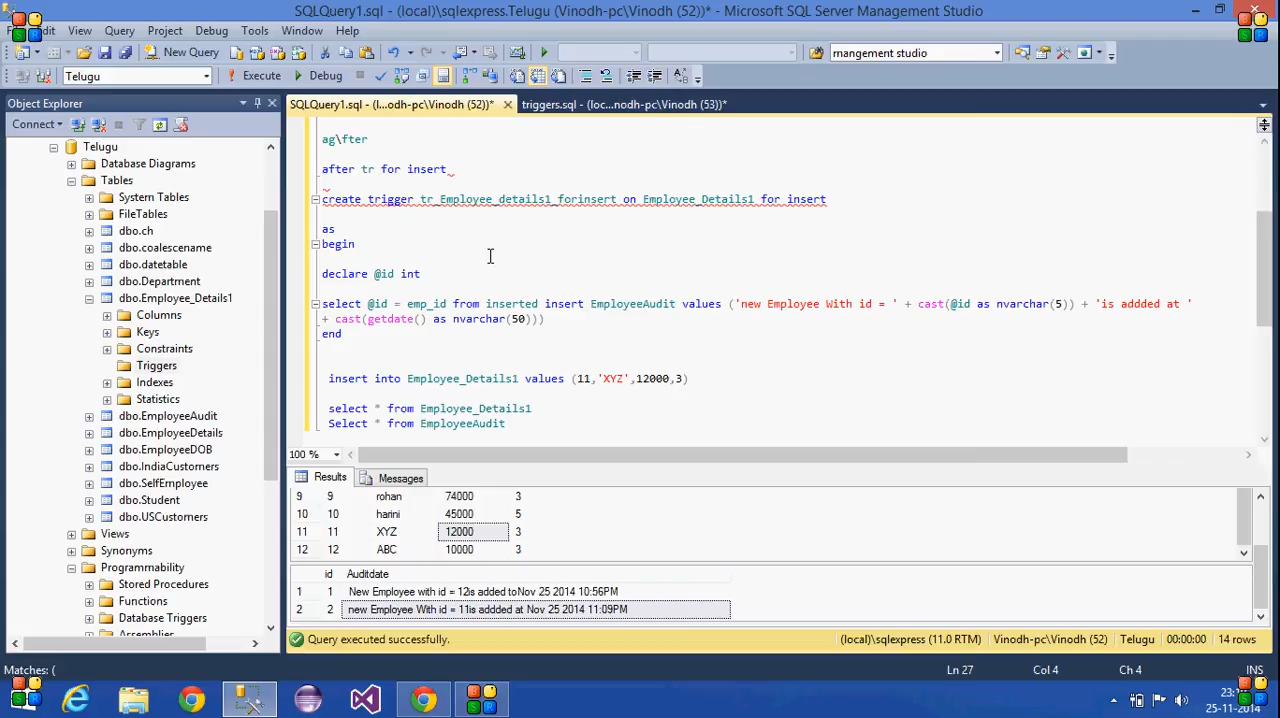 SQLQuery1.sql - (local)\sqlexpress.Telugu (Vinodh-pc\Vinodh (52))* - Microsoft SQL Server Management Studio
View Query Project Debug Tools Window Help
New Query
mangement studio
Telugu
Execute
Debug
Object Explorer
SQLQuery1.sql - (l...odh-pc\Vinodh (52))*
triggers.sql - (loc...nodh-pc\Vinodh (53))*
Connect
Telugu
Database Diagrams
Tables
System Tables
FileTables
dbo.ch
dbo.coalescename
dbo.datetable
dbo.Department
dbo.Employee_Details1
Columns
Keys
Constraints
Triggers
Indexes
Statistics
dbo.EmployeeAudit
dbo.EmployeeDetails
dbo.EmployeeDOB
dbo.IndiaCustomers
dbo.SelfEmployee
dbo.Student
dbo.USCustomers
Views
Synonyms
Programmability
Stored Procedures
Functions
Database Triggers
Assemblies
ag\fter
after tr for insert
create trigger tr_Employee_details1_forinsert on Employee_Details1 for insert
as
begin
declare @id int
select @id = emp_id from inserted insert EmployeeAudit values ('new Employee With id = ' + cast(@id as nvarchar(5)) + 'is addded at '
+ cast(getdate() as nvarchar(50)))
end
insert into Employee_Details1 values (11,'XYZ',12000,3)
select * from Employee_Details1
Select * from EmployeeAudit
100 %
Results Messages
9 9 rohan 74000 3
10 10 harini 45000 5
11 11 XYZ 12000 3
12 12 ABC 10000 3
id Auditdate
1 1 New Employee with id = 12is added toNov 25 2014 10:56PM
2 2 new Employee With id = 11is addded at Nov 25 2014 11:09PM
Query executed successfully.
(local)\sqlexpress (11.0 RTM) Vinodh-pc\Vinodh (52) Telugu 00:00:00 14 rows
Matches: (
Ln 27 Col 4 Ch 4 INS
25-11-2014